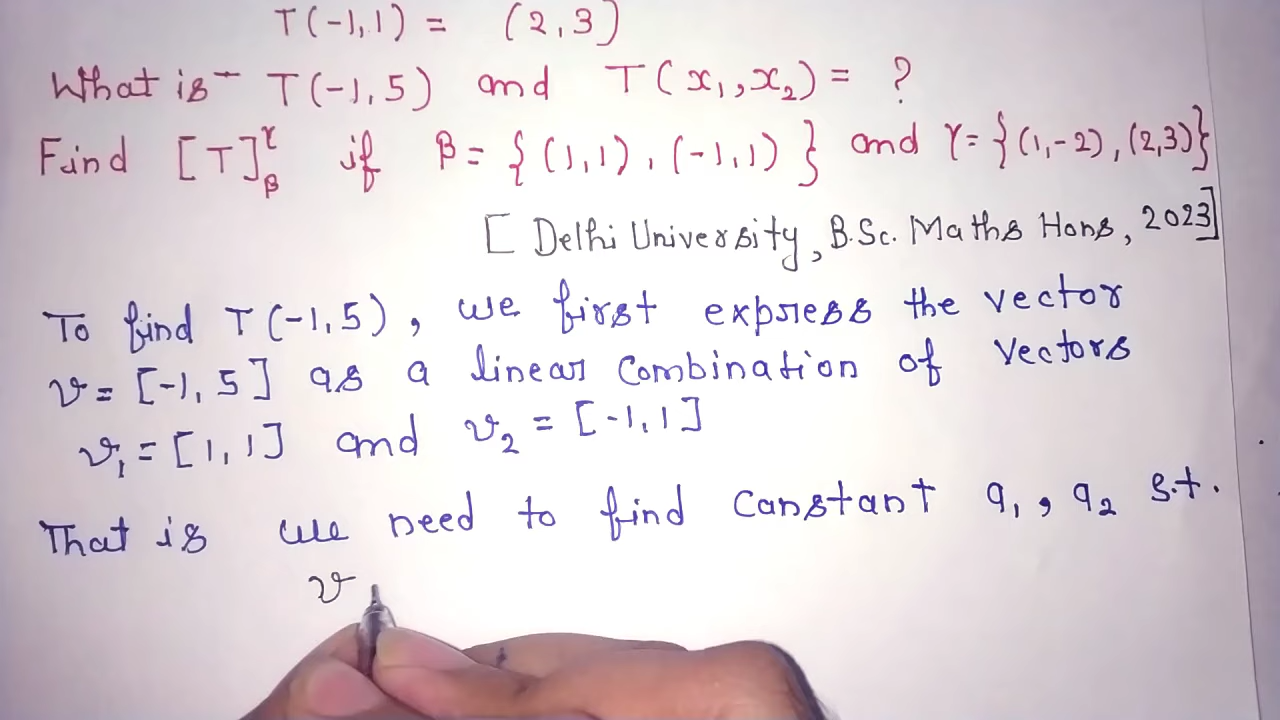 T(-1,1) = (2,3)
What is T(-1,5) and T(x₁,x₂) = ?
Find [T]ᵧᵦ if β = {(1,1), (-1,1)} and γ = {(1,-2), (2,3)}
[Delhi University, B.Sc. Maths Hons, 2023]
To find T(-1,5), we first express the vector
v = [-1,5] as a linear combination of vectors
v₁ = [1,1] and v₂ = [-1,1]
That is we need to find constant a₁, a₂ s.t.
v